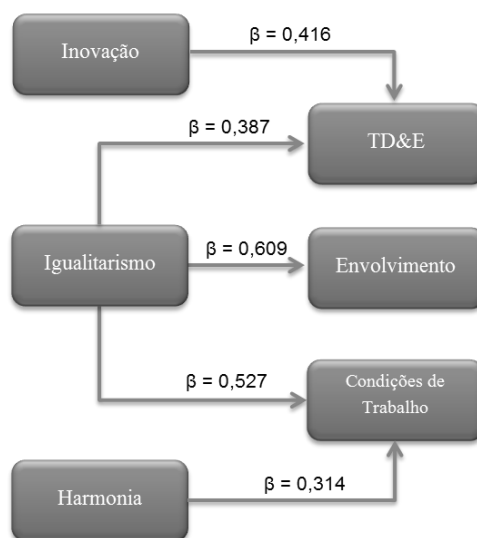 Inovação
β = 0,416
β = 0,387
TD&E
Igualitarismo
β = 0,609
Envolvimento
β = 0,527
Condições de
Trabalho
Harmonia
β = 0,314